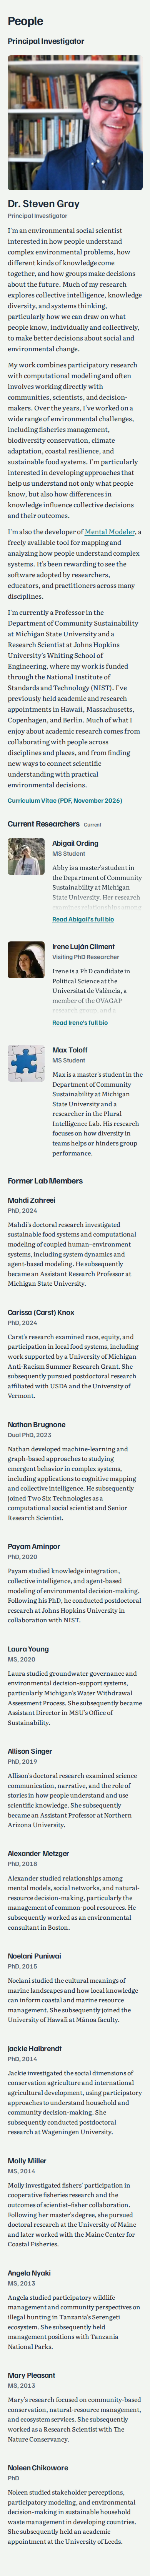 People
Principal Investigator
Dr. Steven Gray
Principal Investigator
I'm an environmental social scientist
interested in how people understand
complex environmental problems, how
different kinds of knowledge come
together, and how groups make decisions
about the future. Much of my research
explores collective intelligence, knowledge
diversity, and systems thinking,
particularly how we can draw on what
people know, individually and collectively,
to make better decisions about social and
environmental change.
My work combines participatory research
with computational modeling and often
involves working directly with
communities, scientists, and decision-
makers. Over the years, I've worked on a
wide range of environmental challenges,
including fisheries management,
biodiversity conservation, climate
adaptation, coastal resilience, and
sustainable food systems. I'm particularly
interested in developing approaches that
help us understand not only what people
know, but also how differences in
knowledge influence collective decisions
and their outcomes.
I'm also the developer of Mental Modeler, a
freely available tool for mapping and
analyzing how people understand complex
systems. It's been rewarding to see the
software adopted by researchers,
educators, and practitioners across many
disciplines.
I'm currently a Professor in the
Department of Community Sustainability
at Michigan State University and a
Research Scientist at Johns Hopkins
University's Whiting School of
Engineering, where my work is funded
through the National Institute of
Standards and Technology (NIST). I've
previously held academic and research
appointments in Hawaii, Massachusetts,
Copenhagen, and Berlin. Much of what I
enjoy about academic research comes from
collaborating with people across
disciplines and places, and from finding
new ways to connect scientific
understanding with practical
environmental decisions.
Curriculum Vitae (PDF, November 2026)
Current Researchers Current
Abigail Ording
MS Student
Abby is a master's student in
the Department of Community
Sustainability at Michigan
State University. Her research
Read Abigail's full bio
Irene Luján Climent
Visiting PhD Researcher
Irene is a PhD candidate in
Political Science at the
Universitat de València, a
member of the OVAGAP
Read Irene's full bio
Max Toloff
MS Student
Max is a master's student in the
Department of Community
Sustainability at Michigan
State University and a
researcher in the Plural
Intelligence Lab. His research
focuses on how diversity in
teams helps or hinders group
performance.
Former Lab Members
Mahdi Zahreei
PhD, 2024
Mahdi's doctoral research investigated
sustainable food systems and computational
modeling of coupled human-environment
systems, including system dynamics and
agent-based modeling. He subsequently
became an Assistant Research Professor at
Michigan State University.
Carissa (Carst) Knox
PhD, 2024
Carst's research examined race, equity, and
participation in local food systems, including
work supported by a University of Michigan
Anti-Racism Summer Research Grant. She
subsequently pursued postdoctoral research
affiliated with USDA and the University of
Vermont.
Nathan Brugnone
Dual PhD, 2023
Nathan developed machine-learning and
graph-based approaches to studying
emergent behavior in complex systems,
including applications to cognitive mapping
and collective intelligence. He subsequently
joined Two Six Technologies as a
computational social scientist and Senior
Research Scientist.
Payam Aminpor
PhD, 2020
Payam studied knowledge integration,
collective intelligence, and agent-based
modeling of environmental decision-making.
Following his PhD, he conducted postdoctoral
research at Johns Hopkins University in
collaboration with NIST.
Laura Young
MS, 2020
Laura studied groundwater governance and
environmental decision-support systems,
particularly Michigan's Water Withdrawal
Assessment Process. She subsequently became
Assistant Director in MSU's Office of
Sustainability.
Allison Singer
PhD, 2019
Allison's doctoral research examined science
communication, narrative, and the role of
stories in how people understand and use
scientific knowledge. She subsequently
became an Assistant Professor at Northern
Arizona University.
Alexander Metzger
PhD, 2018
Alexander studied relationships among
mental models, social networks, and natural-
resource decision-making, particularly the
management of common-pool resources. He
subsequently worked as an environmental
consultant in Boston.
Noelani Puniwai
PhD, 2015
Noelani studied the cultural meanings of
marine landscapes and how local knowledge
can inform coastal and marine resource
management. She subsequently joined the
University of Hawaiʻi at Mānoa faculty.
Jackie Halbrendt
PhD, 2014
Jackie investigated the social dimensions of
conservation agriculture and international
agricultural development, using participatory
approaches to understand household and
community decision-making. She
subsequently conducted postdoctoral
research at Wageningen University.
Molly Miller
MS, 2014
Molly investigated fishers' participation in
cooperative fisheries research and the
outcomes of scientist-fisher collaboration.
Following her master's degree, she pursued
doctoral research at the University of Maine
and later worked with the Maine Center for
Coastal Fisheries.
Angela Nyaki
MS, 2013
Angela studied participatory wildlife
management and community perspectives on
illegal hunting in Tanzania's Serengeti
ecosystem. She subsequently held
management positions with Tanzania
National Parks.
Mary Pleasant
MS, 2013
Mary's research focused on community-based
conservation, natural-resource management,
and ecosystem services. She subsequently
worked as a Research Scientist with The
Nature Conservancy.
Noleen Chikowore
PhD
Noleen studied stakeholder perceptions,
participatory modeling, and environmental
decision-making in sustainable household
waste management in developing countries.
She subsequently held an academic
appointment at the University of Leeds.